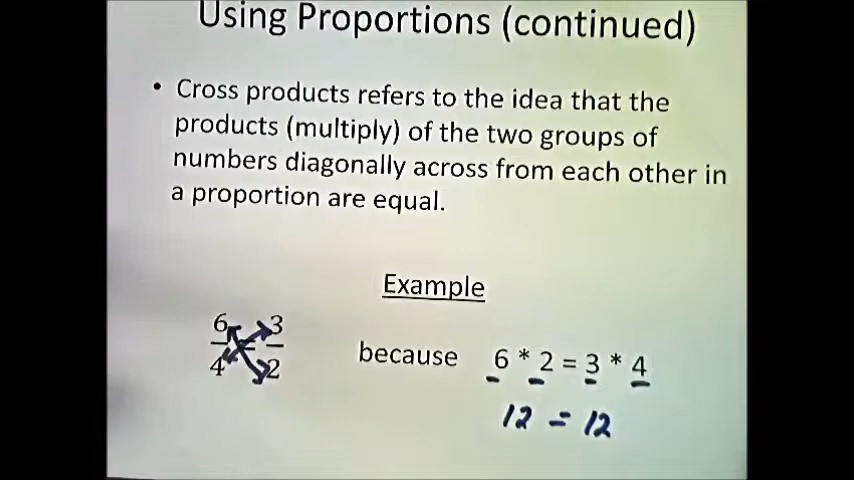 Using Proportions (continued)
• Cross products refers to the idea that the
products (multiply) of the two groups of
numbers diagonally across from each other in
a proportion are equal.
Example
6/4 = 3/2 because 6 * 2 = 3 * 4
12 = 12